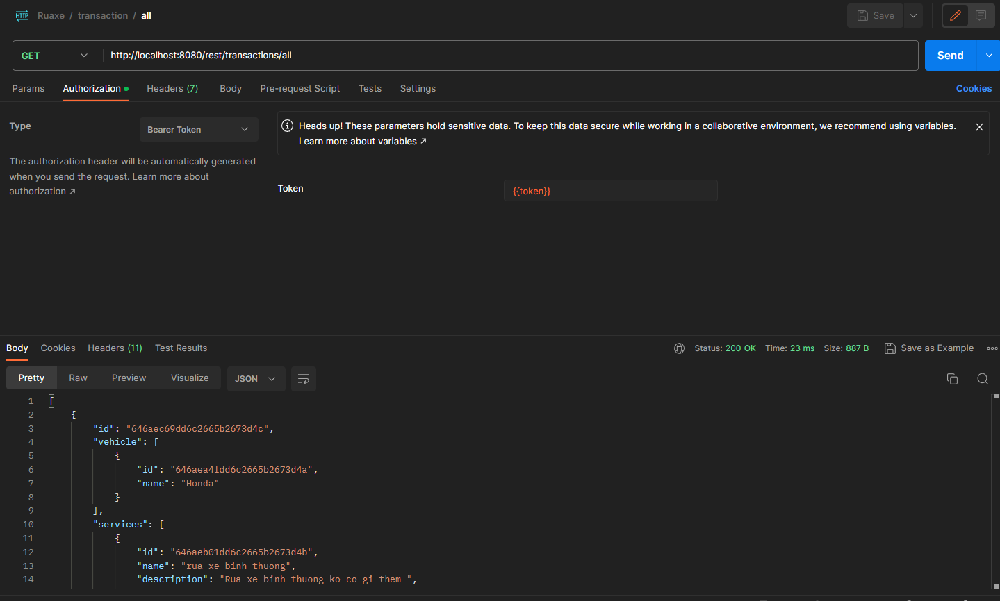 HTTP Ruaxe / transaction / all Save
GET http://localhost:8080/rest/transactions/all Send
Params Authorization Headers (7) Body Pre-request Script Tests Settings Cookies
Type Bearer Token
The authorization header will be automatically generated
when you send the request. Learn more about
authorization ↗
Heads up! These parameters hold sensitive data. To keep this data secure while working in a collaborative environment, we recommend using variables.
Learn more about variables ↗
Token {{token}}
Body Cookies Headers (11) Test Results Status: 200 OK Time: 23 ms Size: 887 B Save as Example
Pretty Raw Preview Visualize JSON
1 [
2 {
3 "id": "646aec69dd6c2665b2673d4c",
4 "vehicle": [
5 {
6 "id": "646aea4fdd6c2665b2673d4a",
7 "name": "Honda"
8 }
9 ],
10 "services": [
11 {
12 "id": "646aeb01dd6c2665b2673d4b",
13 "name": "rua xe binh thuong",
14 "description": "Rua xe binh thuong ko co gi them ",